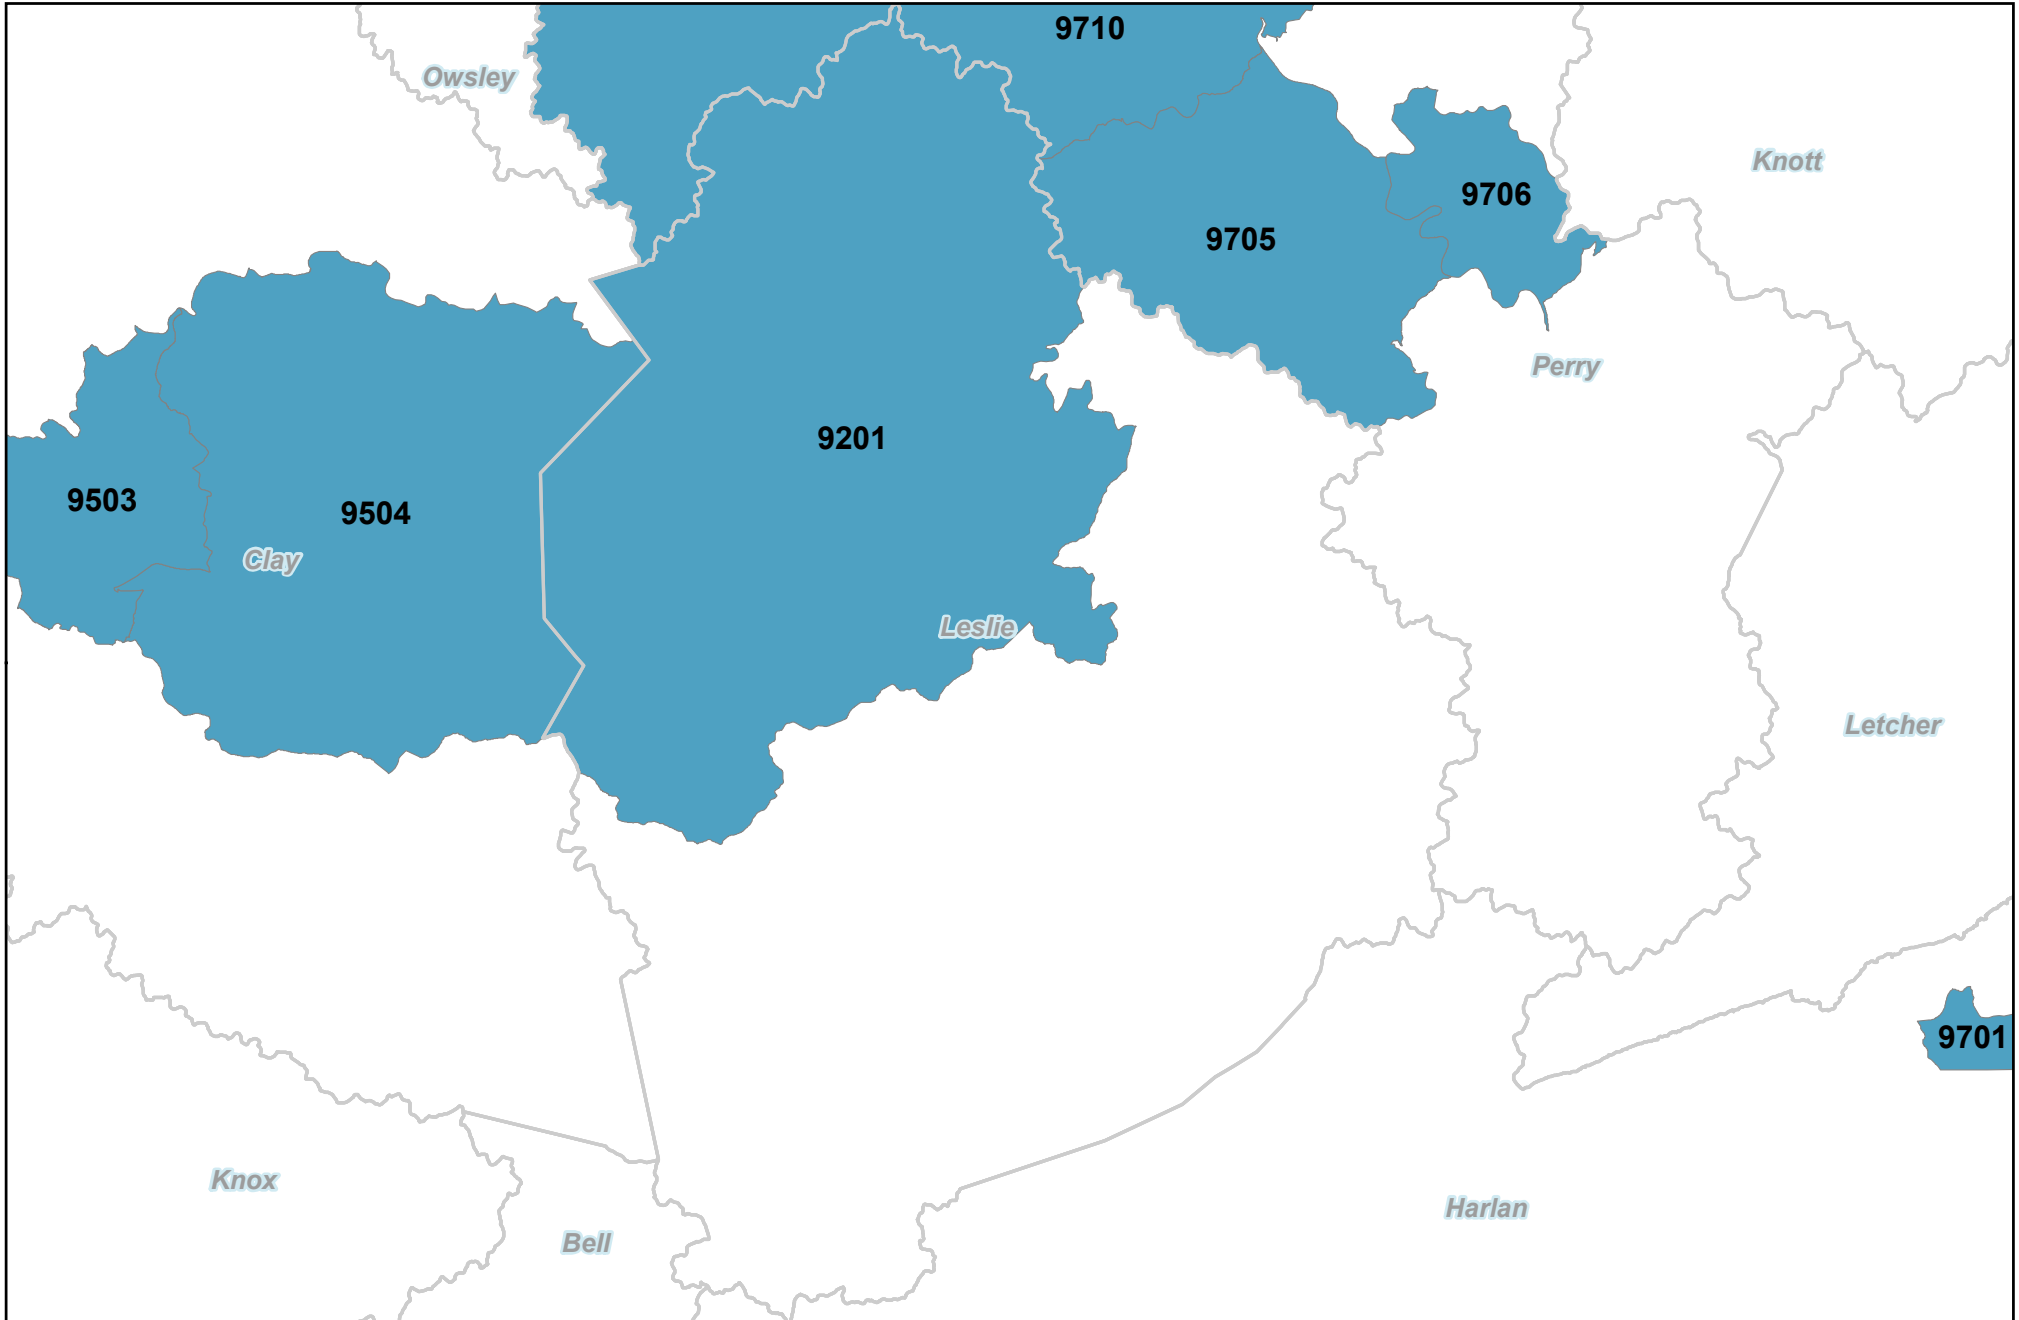 9710
Owsley
Knott
9706
9705
Perry
9201
9503
9504
Clay
Leslie
Letcher
9701
Knox
Harlan
Bell